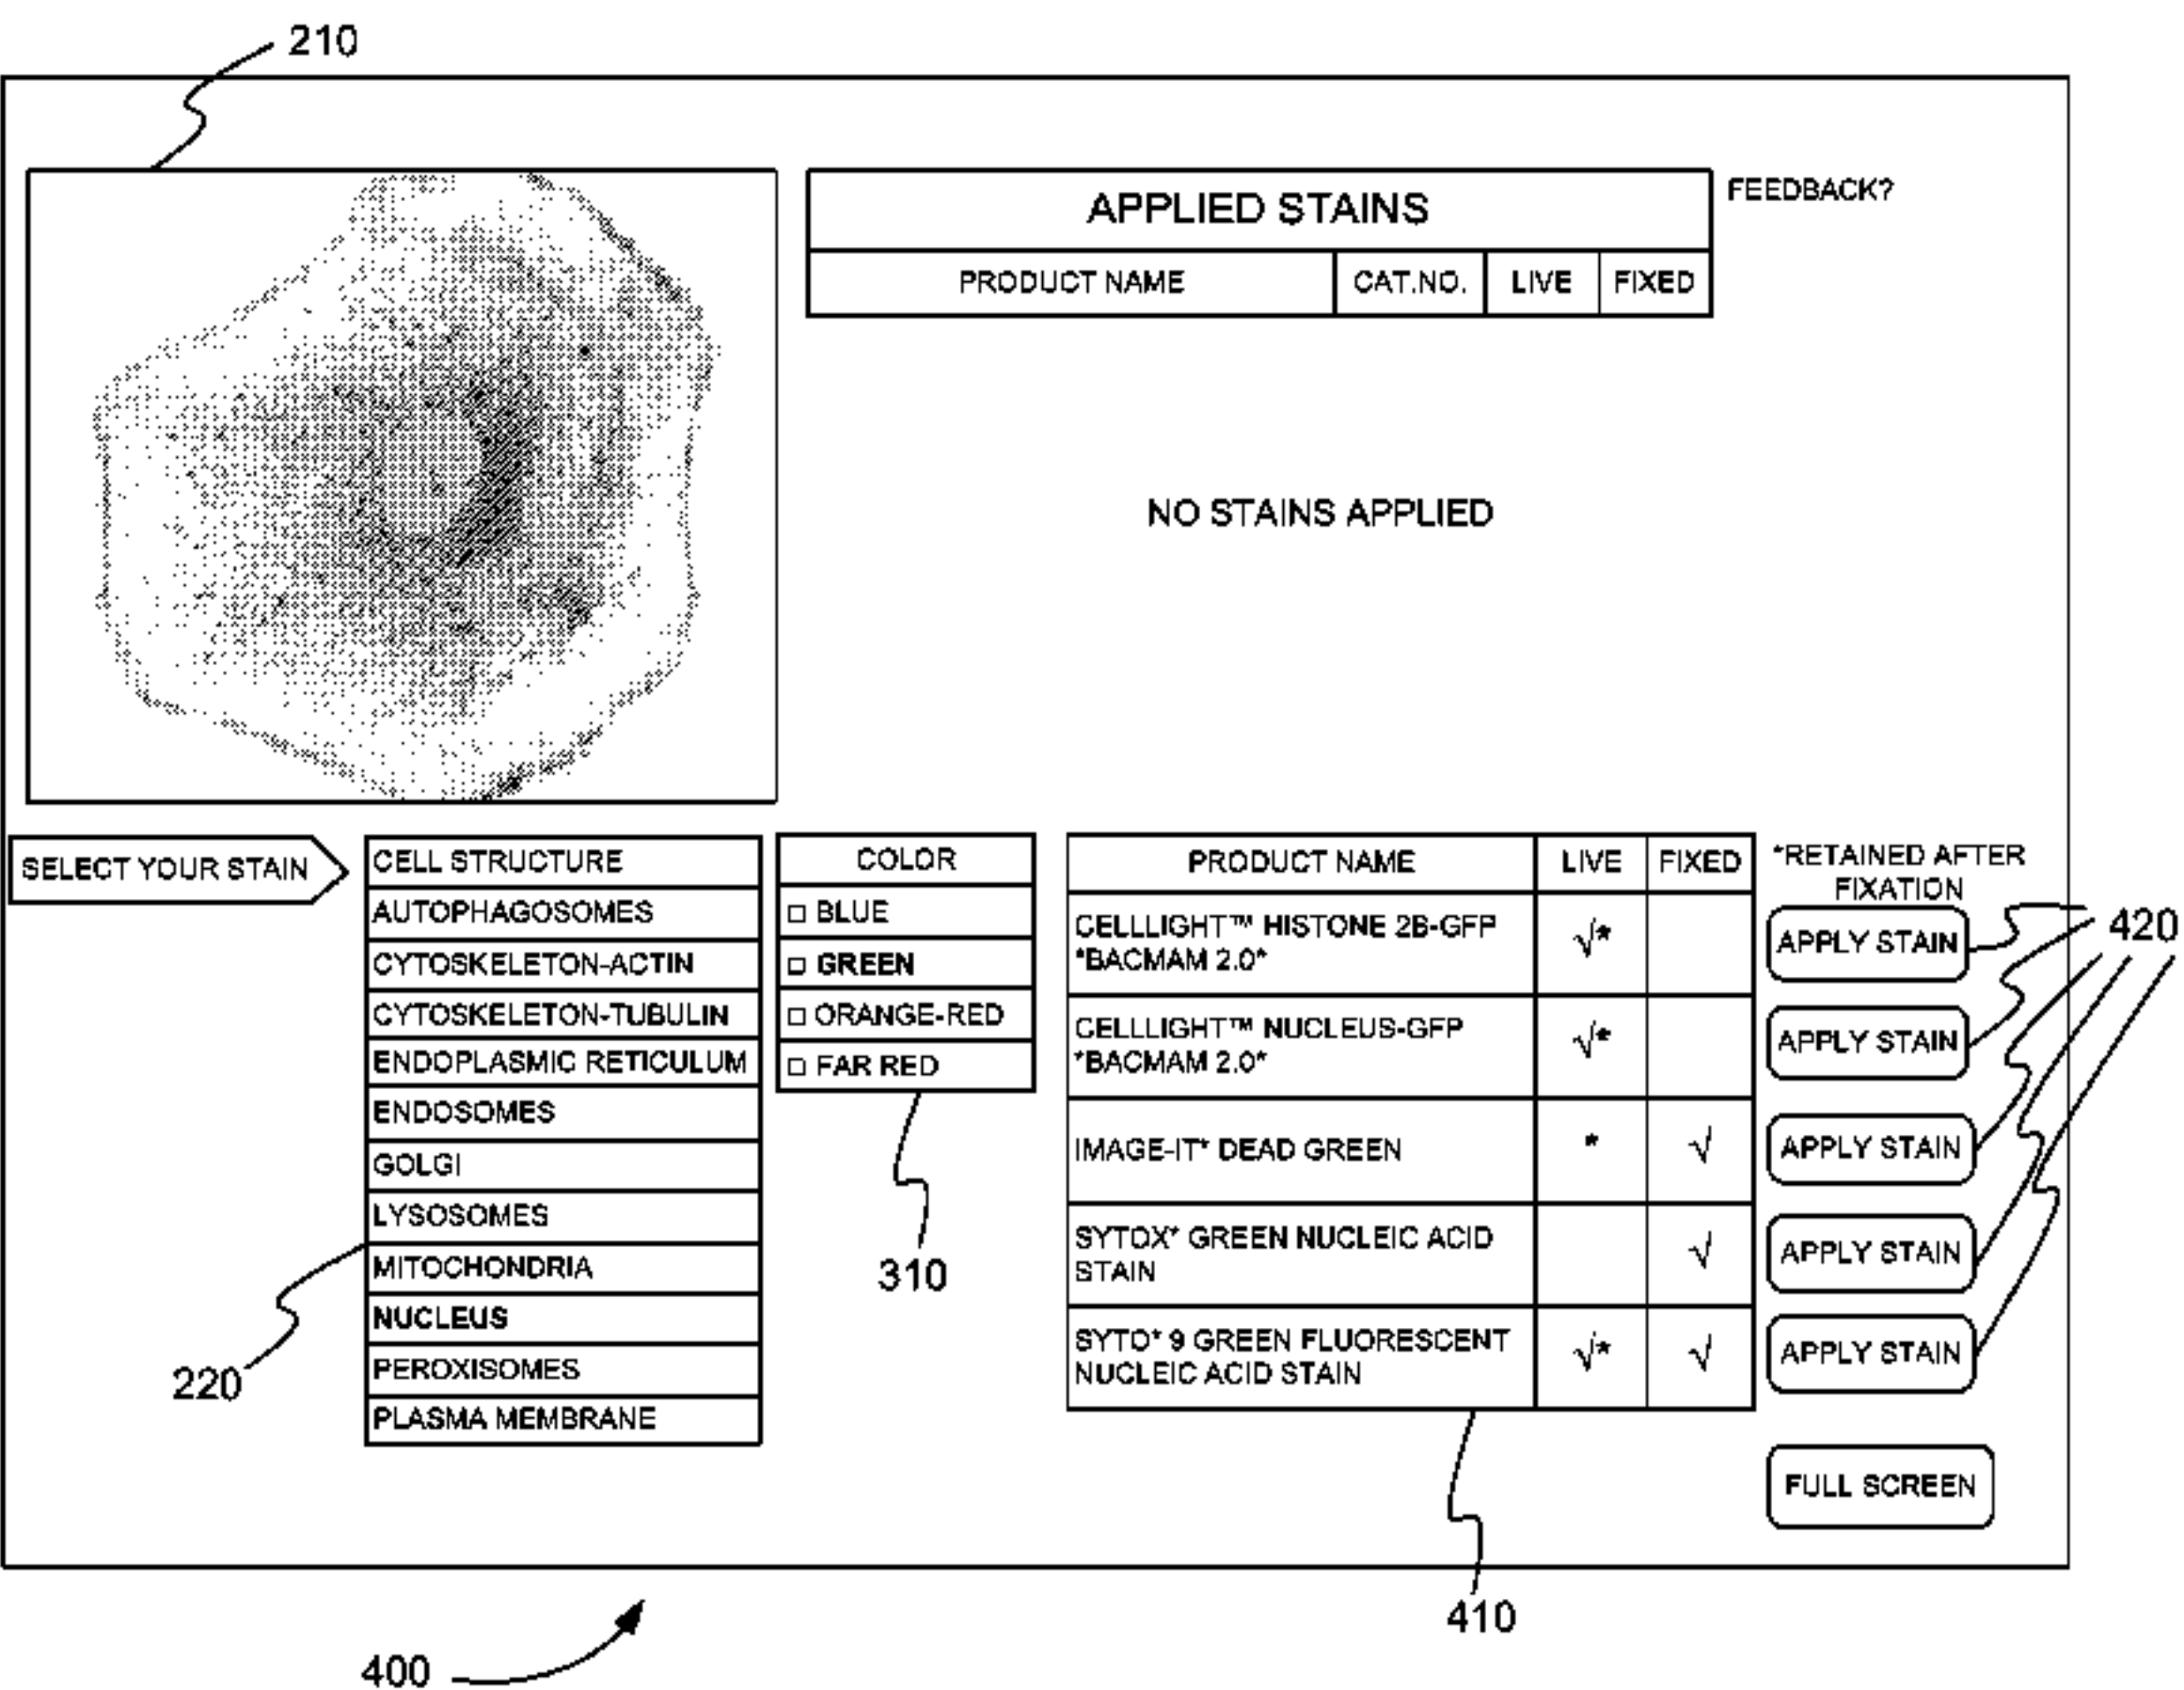 210
APPLIED STAINS
FEEDBACK?
PRODUCT NAME CAT.NO. LIVE FIXED
NO STAINS APPLIED
SELECT YOUR STAIN
CELL STRUCTURE
AUTOPHAGOSOMES
CYTOSKELETON-ACTIN
CYTOSKELETON-TUBULIN
ENDOPLASMIC RETICULUM
ENDOSOMES
GOLGI
LYSOSOMES
MITOCHONDRIA
NUCLEUS
PEROXISOMES
PLASMA MEMBRANE
220
COLOR
□ BLUE
□ GREEN
□ ORANGE-RED
□ FAR RED
310
PRODUCT NAME LIVE FIXED
CELLLIGHT™ HISTONE 2B-GFP √*
*BACMAM 2.0*
CELLLIGHT™ NUCLEUS-GFP √*
*BACMAM 2.0*
IMAGE-IT* DEAD GREEN * √
SYTOX* GREEN NUCLEIC ACID √
STAIN
SYTO* 9 GREEN FLUORESCENT √* √
NUCLEIC ACID STAIN
410
*RETAINED AFTER
FIXATION
APPLY STAIN
APPLY STAIN
APPLY STAIN
APPLY STAIN
APPLY STAIN
420
FULL SCREEN
400